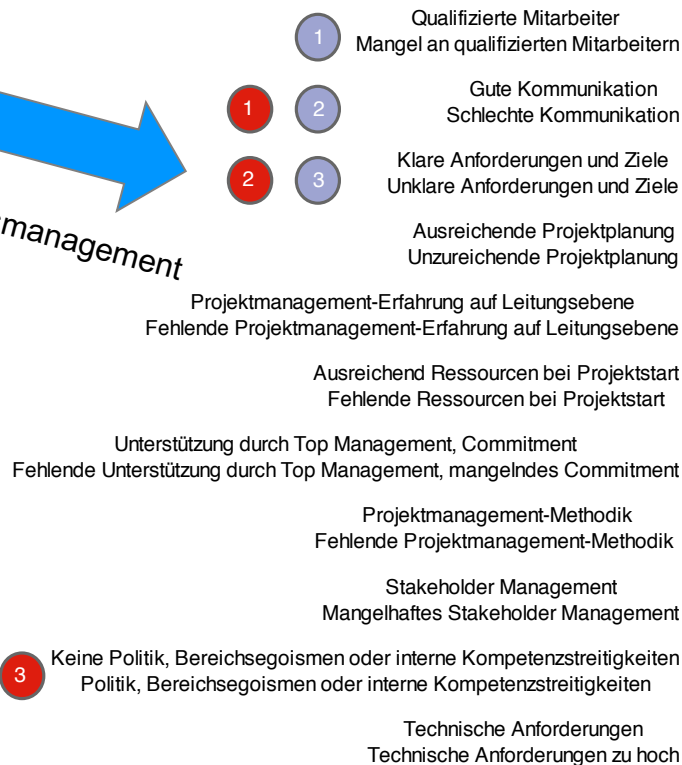 1
Qualifizierte Mitarbeiter
Mangel an qualifizierten Mitarbeitern
1 2
Gute Kommunikation
Schlechte Kommunikation
2 3
Klare Anforderungen und Ziele
Unklare Anforderungen und Ziele
management
Ausreichende Projektplanung
Unzureichende Projektplanung
Projektmanagement-Erfahrung auf Leitungsebene
Fehlende Projektmanagement-Erfahrung auf Leitungsebene
Ausreichend Ressourcen bei Projektstart
Fehlende Ressourcen bei Projektstart
Unterstützung durch Top Management, Commitment
Fehlende Unterstützung durch Top Management, mangelndes Commitment
Projektmanagement-Methodik
Fehlende Projektmanagement-Methodik
Stakeholder Management
Mangelhaftes Stakeholder Management
3
Keine Politik, Bereichsegoismen oder interne Kompetenzstreitigkeiten
Politik, Bereichsegoismen oder interne Kompetenzstreitigkeiten
Technische Anforderungen
Technische Anforderungen zu hoch